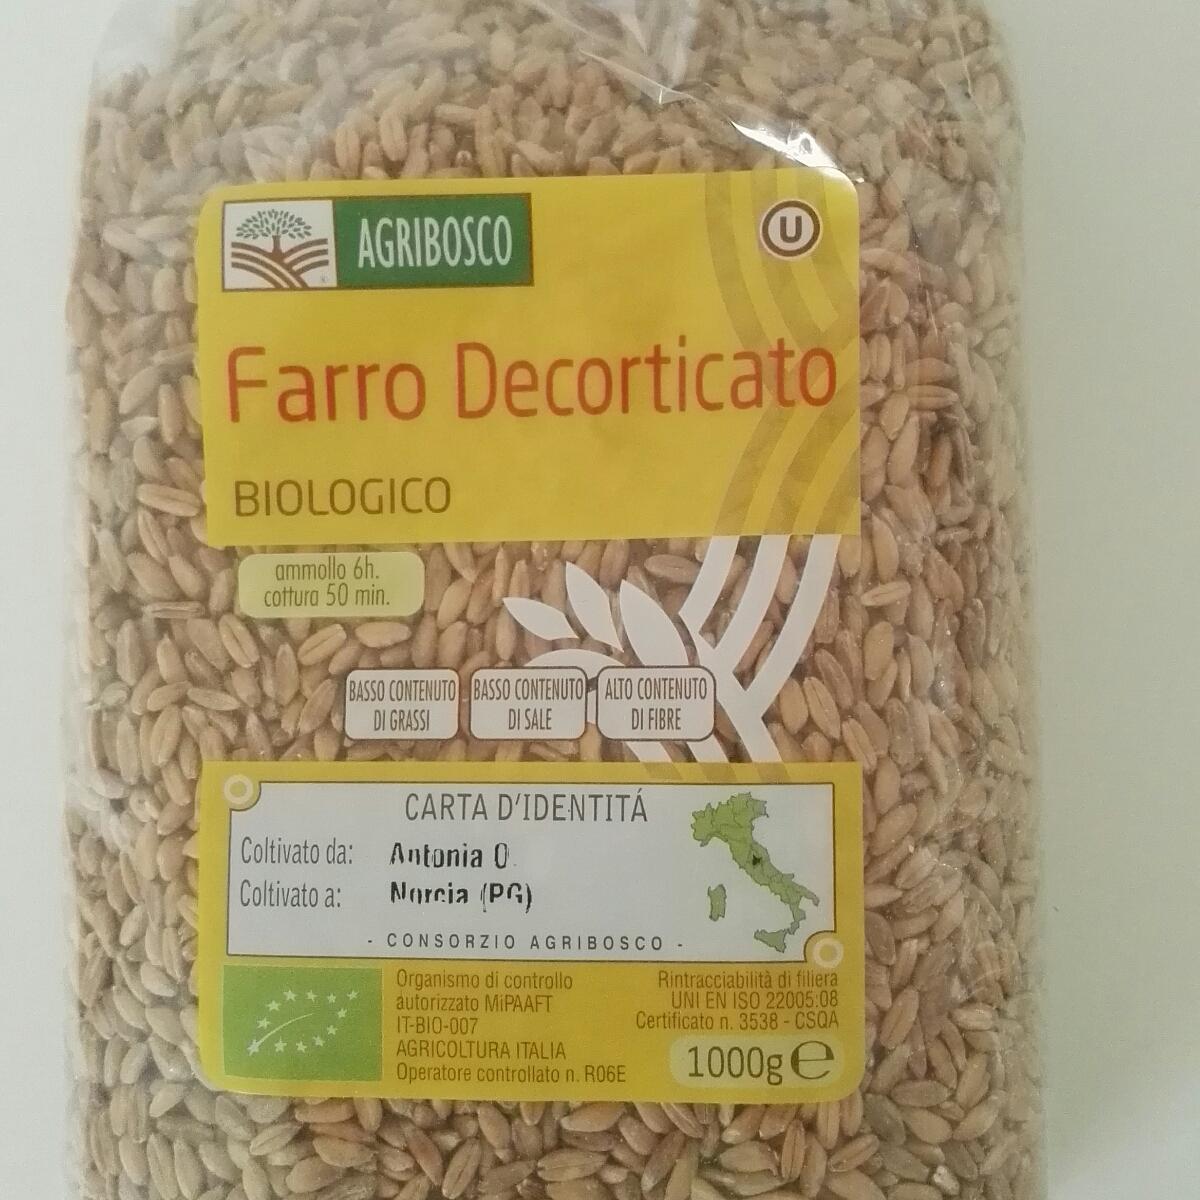 AGRIBOSCO
U
Farro Decorticato
BIOLOGICO
ammollo 6h.
cottura 50 min.
BASSO CONTENUTO
DI GRASSI
BASSO CONTENUTO
DI SALE
ALTO CONTENUTO
DI FIBRE
CARTA D'IDENTITÁ
Coltivato da: Antonia O.
Coltivato a: Norcia (PG)
- CONSORZIO AGRIBOSCO -
Organismo di controllo
autorizzato MiPAAFT
IT-BIO-007
AGRICOLTURA ITALIA
Operatore controllato n. R06E
Rintracciabilità di filiera
UNI EN ISO 22005:08
Certificato n. 3538 - CSQA
1000g e